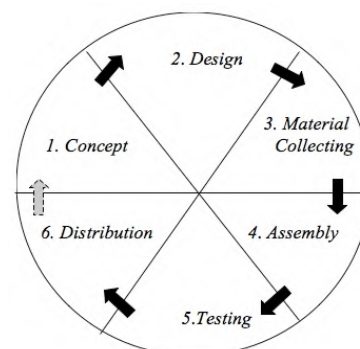 1. Concept
2. Design
3. Material
Collecting
4. Assembly
5.Testing
6. Distribution